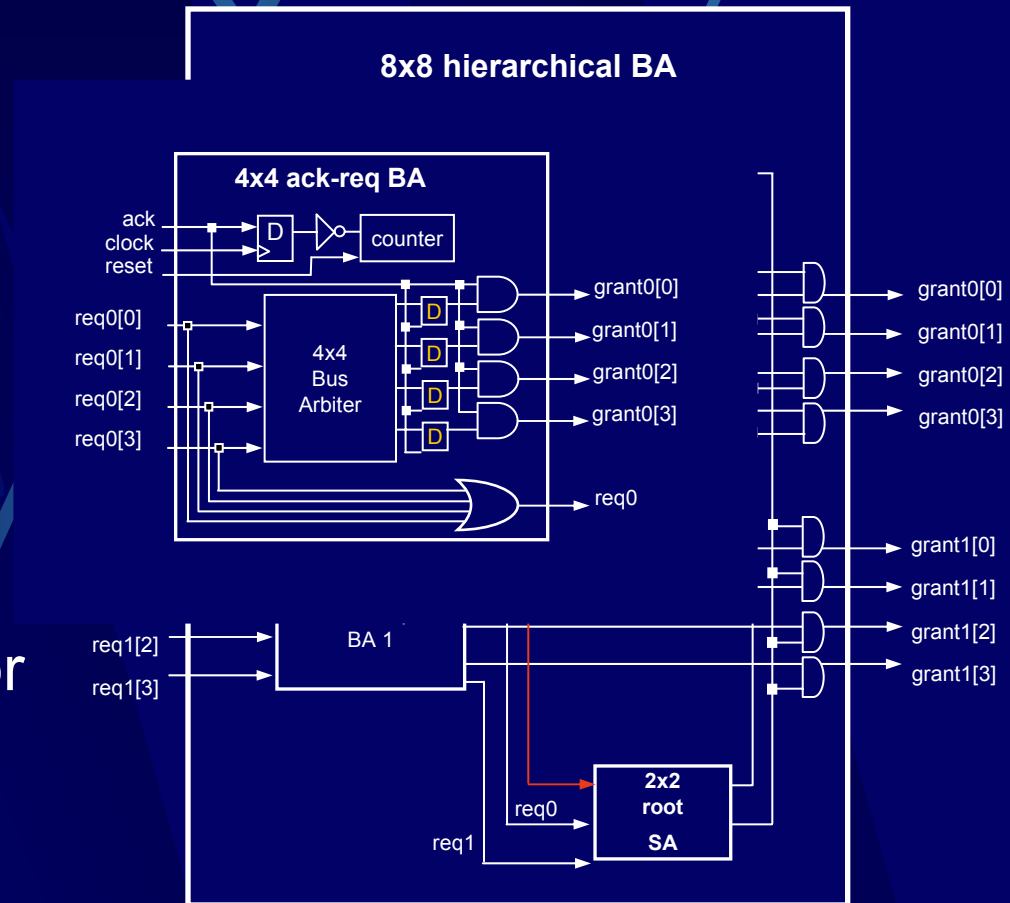 8x8 hierarchical BA
4x4 ack-req BA
ack
clock
reset
D
counter
req0[0]
req0[1]
req0[2]
req0[3]
4x4
Bus
Arbiter
D
D
D
D
grant0[0]
grant0[1]
grant0[2]
grant0[3]
req0
grant0[0]
grant0[1]
grant0[2]
grant0[3]
grant1[0]
grant1[1]
grant1[2]
grant1[3]
or
req1[2]
req1[3]
BA 1
req0
req1
2x2
root
SA